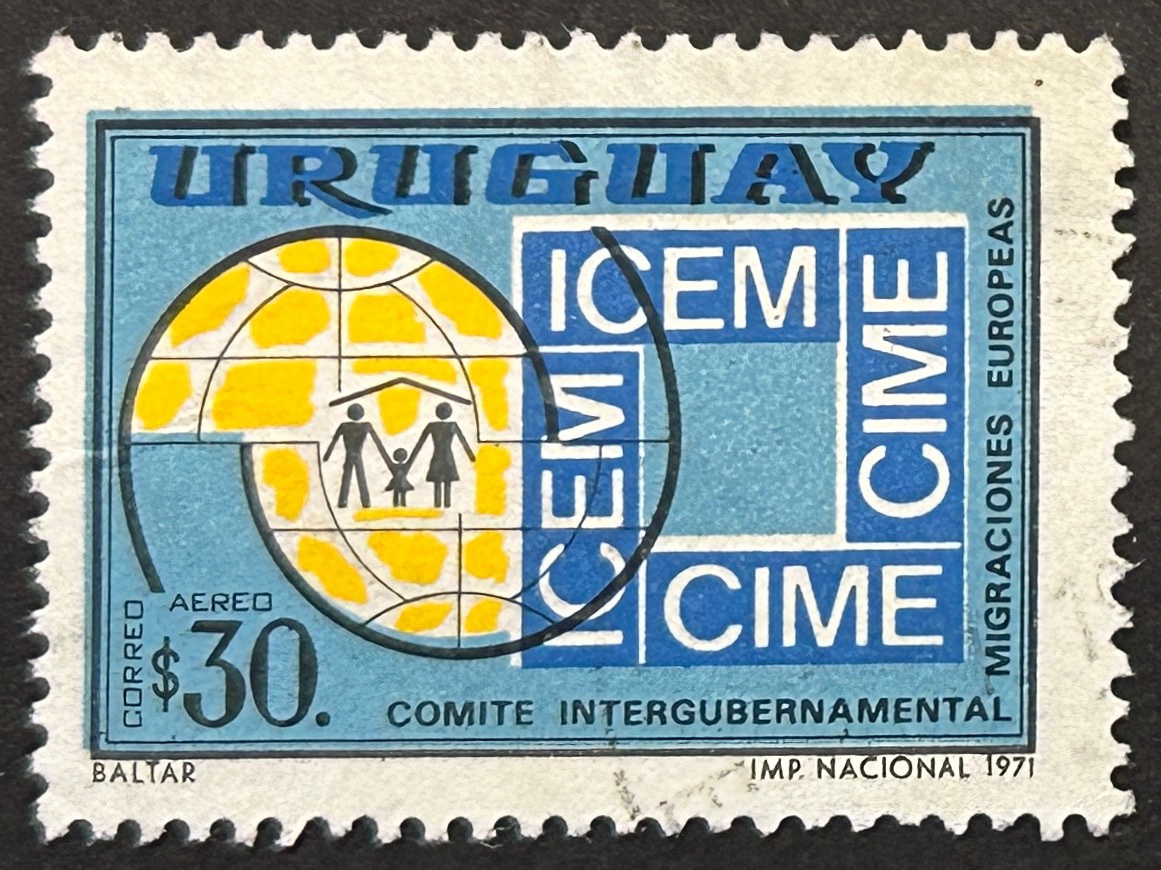 URUGUAY
ICEM
CIME
ICEM
CIME
MIGRACIONES EUROPEAS
CORREO
AEREO
$30.
COMITE INTERGUBERNAMENTAL
BALTAR
IMP. NACIONAL 1971